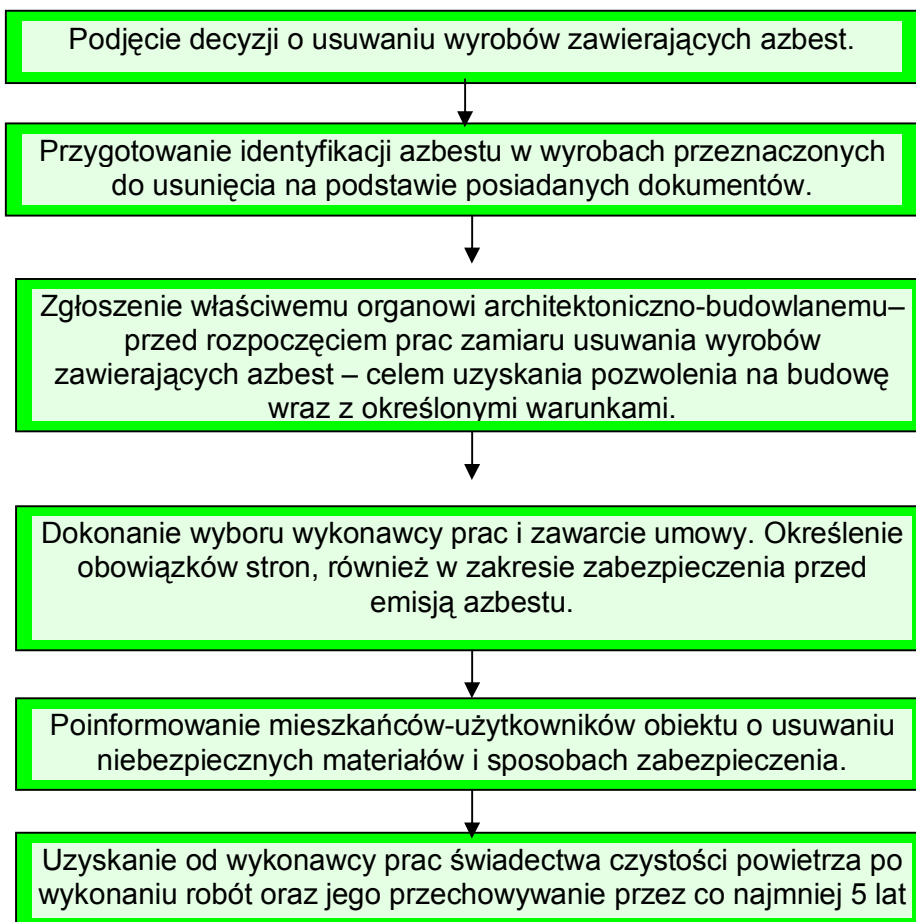 Podjęcie decyzji o usuwaniu wyrobów zawierających azbest.
Przygotowanie identyfikacji azbestu w wyrobach przeznaczonych
do usunięcia na podstawie posiadanych dokumentów.
Zgłoszenie właściwemu organowi architektoniczno-budowlanemu–
przed rozpoczęciem prac zamiaru usuwania wyrobów
zawierających azbest – celem uzyskania pozwolenia na budowę
wraz z określonymi warunkami.
Dokonanie wyboru wykonawcy prac i zawarcie umowy. Określenie
obowiązków stron, również w zakresie zabezpieczenia przed
emisją azbestu.
Poinformowanie mieszkańców-użytkowników obiektu o usuwaniu
niebezpiecznych materiałów i sposobach zabezpieczenia.
Uzyskanie od wykonawcy prac świadectwa czystości powietrza po
wykonaniu robót oraz jego przechowywanie przez co najmniej 5 lat